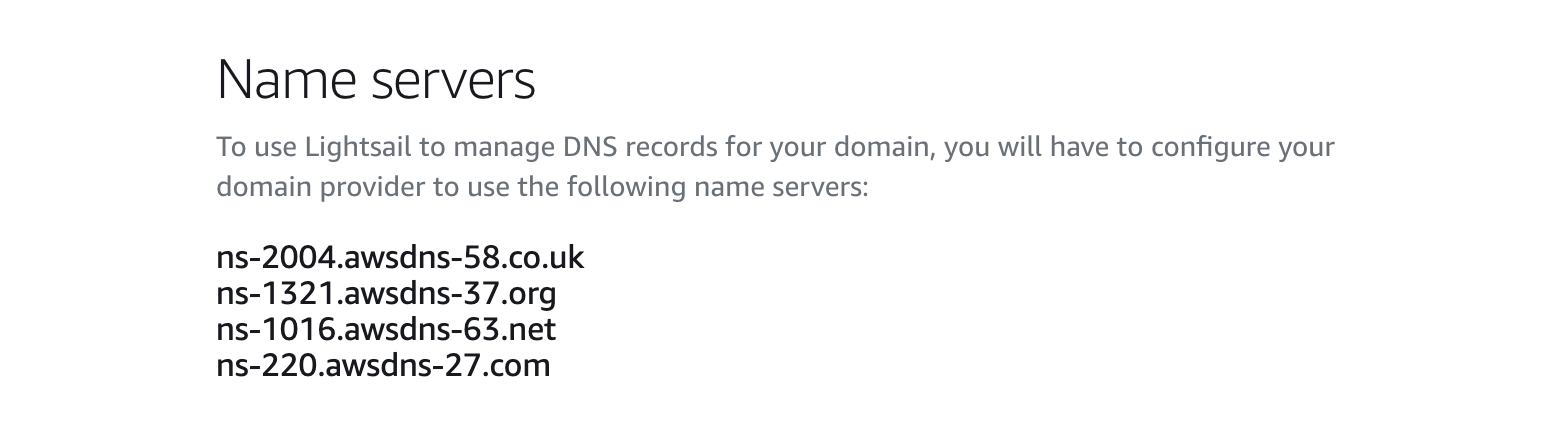 Name servers
To use Lightsail to manage DNS records for your domain, you will have to configure your
domain provider to use the following name servers:
ns-2004.awsdns-58.co.uk
ns-1321.awsdns-37.org
ns-1016.awsdns-63.net
ns-220.awsdns-27.com